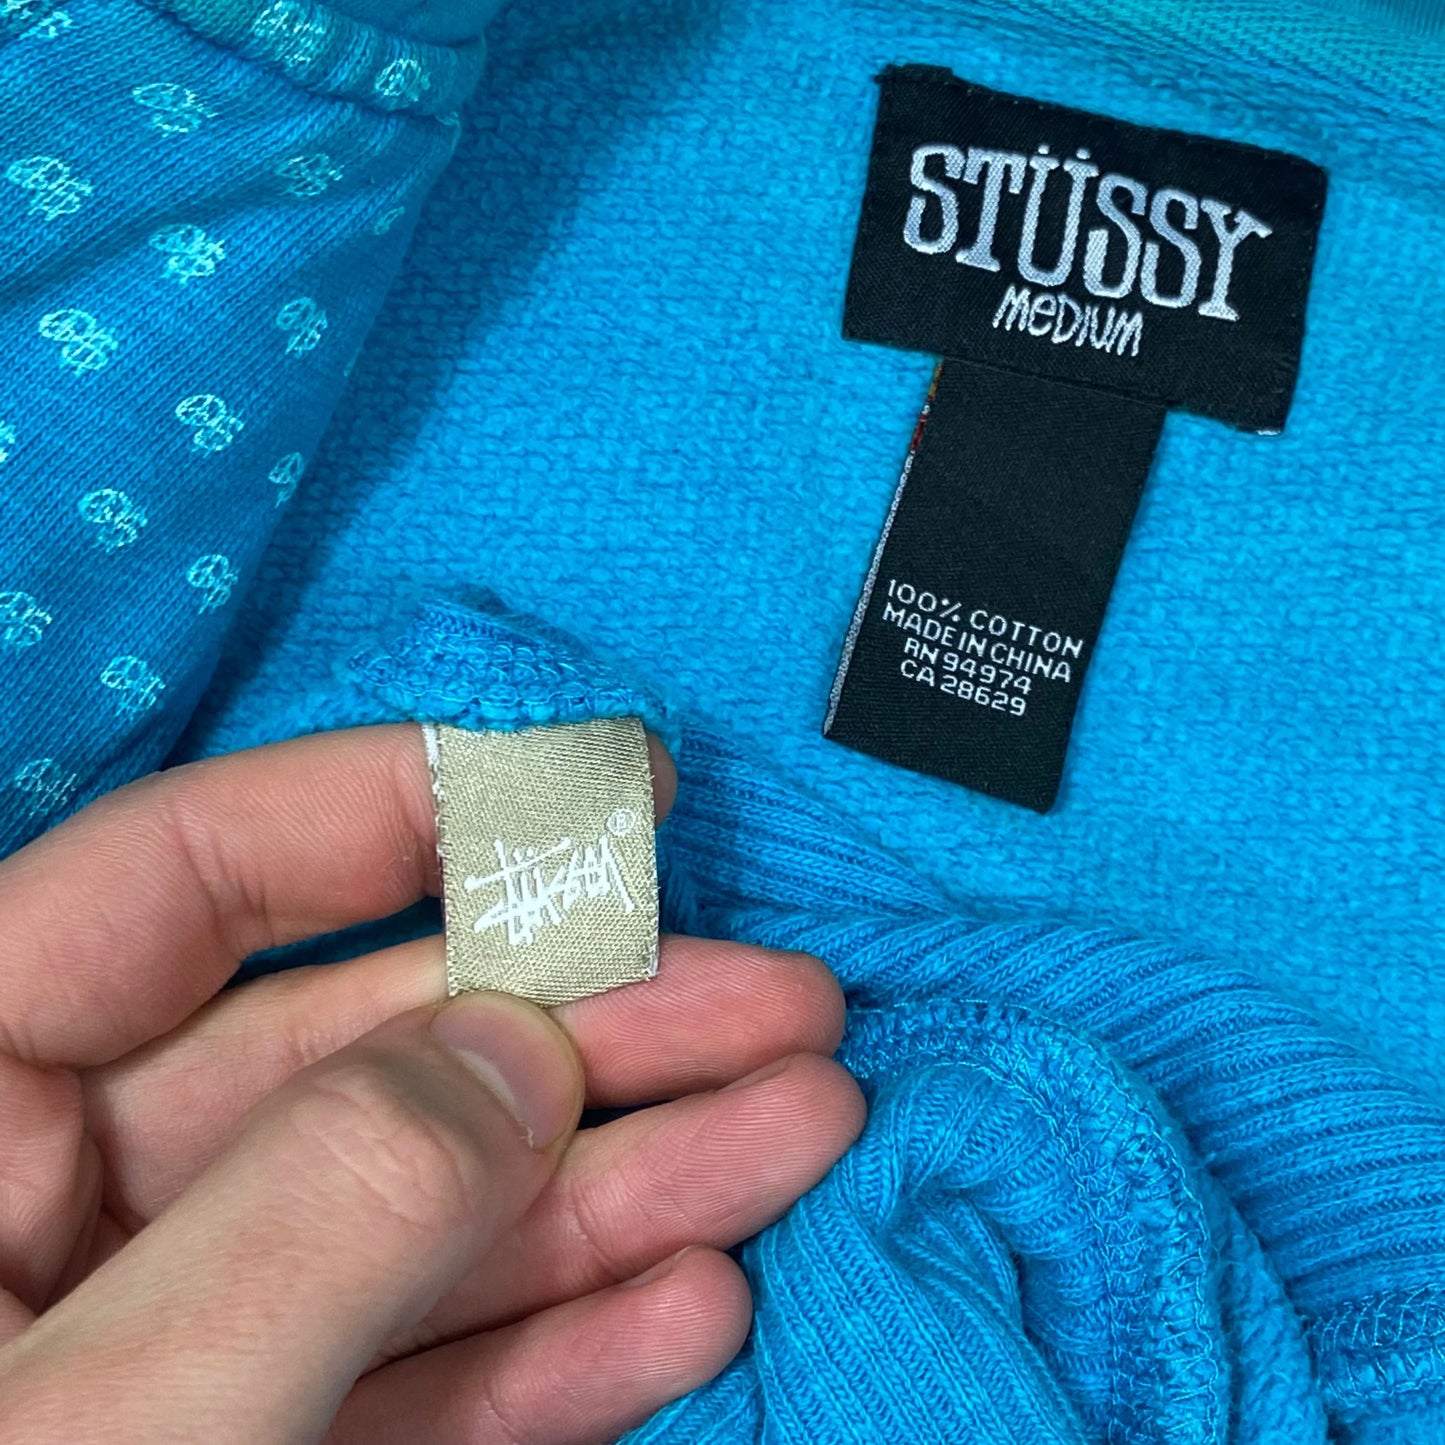 STÜSSY
MEDIUM
100% COTTON
MADE IN CHINA
RN 94974
CA 28629
Stüssy ®